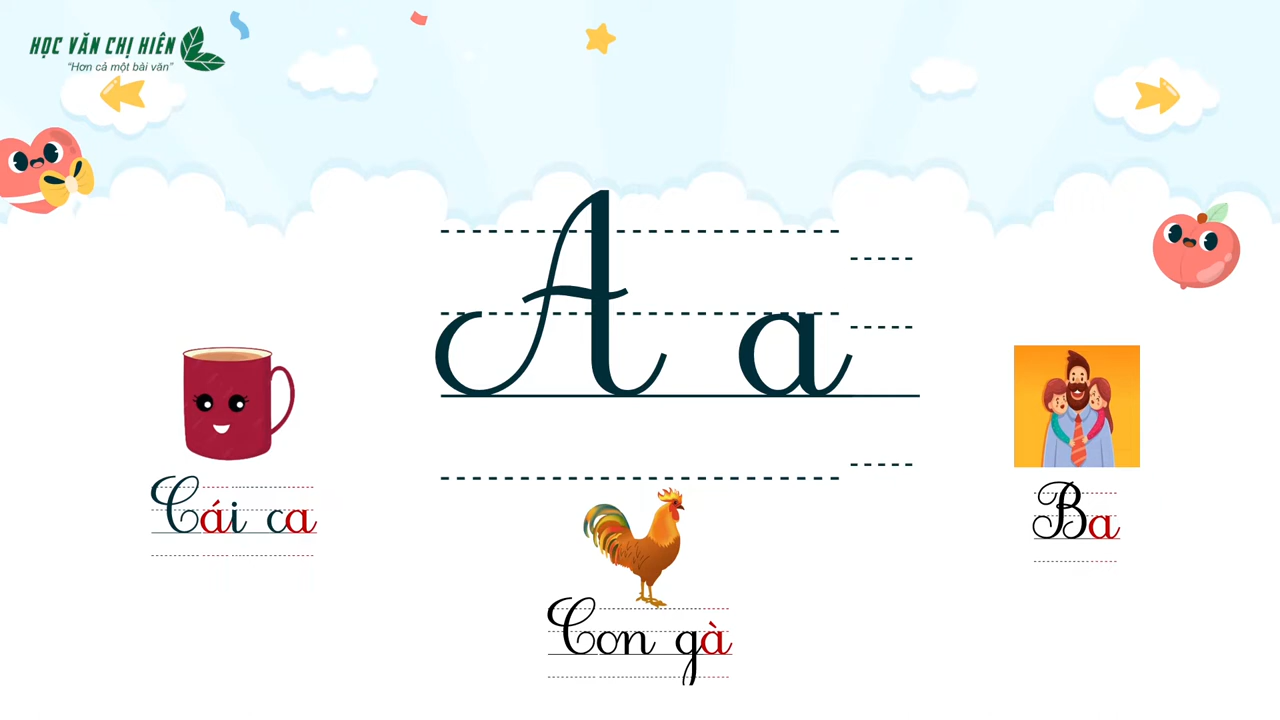 HỌC VĂN CHỊ HIÊN
"Hơn cả một bài văn"
A a
Cái ca
Ba
Con gà